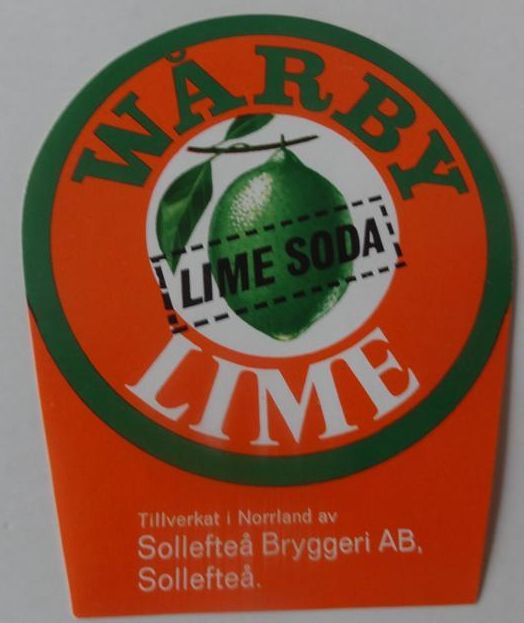 WÅRBY
LIME SODA
LIME
Tillverkat i Norrland av
Sollefteå Bryggeri AB,
Sollefteå.